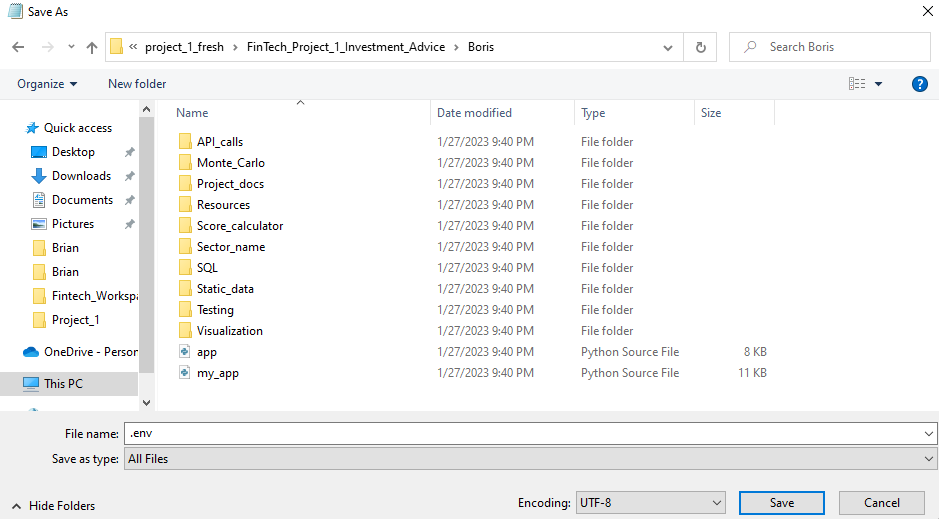 Save As
« project_1_fresh > FinTech_Project_1_Investment_Advice > Boris
Search Boris
Organize New folder
Name Date modified Type Size
Quick access
Desktop
Downloads
Documents
Pictures
Brian
Brian
Fintech_Workspa
Project_1
OneDrive - Person
This PC
API_calls 1/27/2023 9:40 PM File folder
Monte_Carlo 1/27/2023 9:40 PM File folder
Project_docs 1/27/2023 9:40 PM File folder
Resources 1/27/2023 9:40 PM File folder
Score_calculator 1/27/2023 9:40 PM File folder
Sector_name 1/27/2023 9:40 PM File folder
SQL 1/27/2023 9:40 PM File folder
Static_data 1/27/2023 9:40 PM File folder
Testing 1/27/2023 9:40 PM File folder
Visualization 1/27/2023 9:40 PM File folder
app 1/27/2023 9:40 PM Python Source File 8 KB
my_app 1/27/2023 9:40 PM Python Source File 11 KB
File name: .env
Save as type: All Files
Hide Folders Encoding: UTF-8 Save Cancel